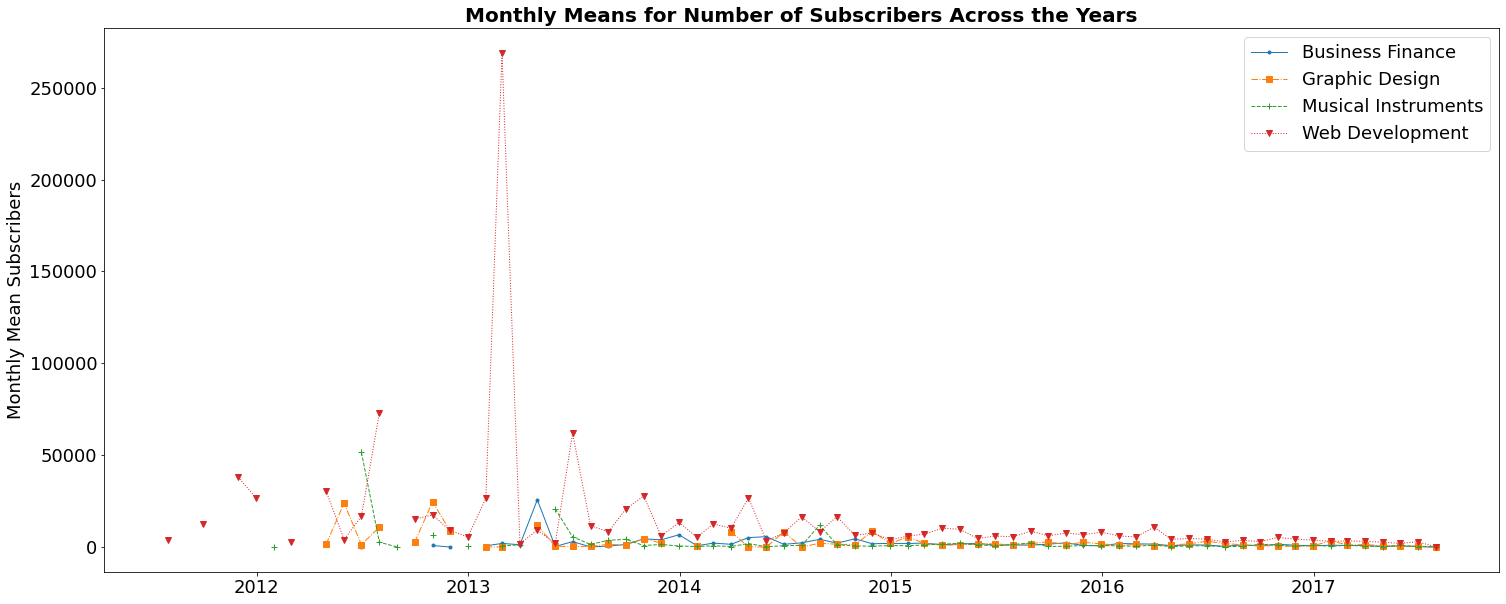 Monthly Means for Number of Subscribers Across the Years
Monthly Mean Subscribers
250000
200000
150000
100000
50000
0
2012
2013
2014
2015
2016
2017
Business Finance
Graphic Design
Musical Instruments
Web Development